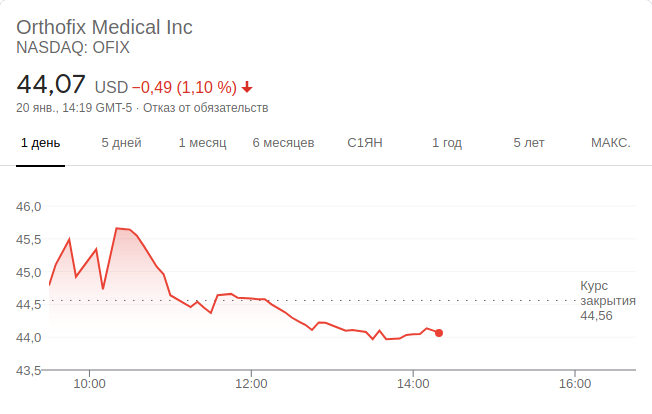 Orthofix Medical Inc
NASDAQ: OFIX
44,07 USD −0,49 (1,10 %)
20 янв., 14:19 GMT-5 · Отказ от обязательств
1 день 5 дней 1 месяц 6 месяцев С1ЯН 1 год 5 лет МАКС.
46,0
45,5
45,0
44,5
44,0
43,5
Курс
закрытия
44,56
10:00 12:00 14:00 16:00